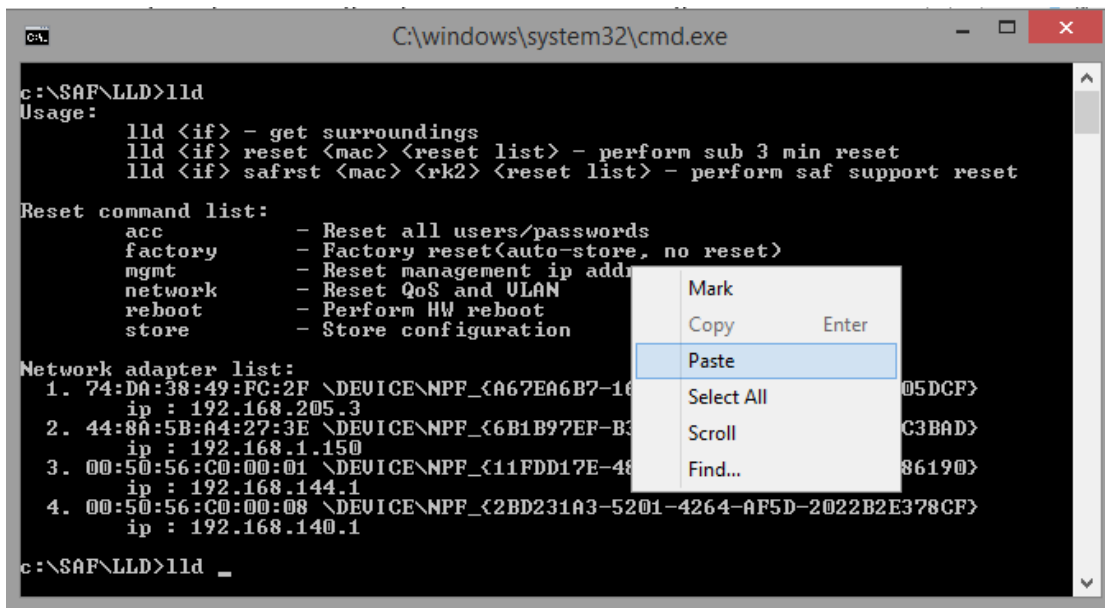 C:\windows\system32\cmd.exe
c:\SAF\LLD>lld
Usage:
lld <if> - get surroundings
lld <if> reset <mac> <reset list> - perform sub 3 min reset
lld <if> safrst <mac> <rk2> <reset list> - perform saf support reset
Reset command list:
acc - Reset all users/passwords
factory - Factory reset(auto-store, no reset)
mgmt - Reset management ip addr
network - Reset QoS and VLAN
reboot - Perform HW reboot
store - Store configuration
Network adapter list:
1. 74:DA:38:49:FC:2F \DEVICE\NPF_{A67EA6B7-16 05DCF}
ip : 192.168.205.3
2. 44:8A:5B:A4:27:3E \DEVICE\NPF_{6B1B97EF-B3 C3BAD}
ip : 192.168.1.150
3. 00:50:56:C0:00:01 \DEVICE\NPF_{11FDD17E-48 86190}
ip : 192.168.144.1
4. 00:50:56:C0:00:08 \DEVICE\NPF_{2BD231A3-5201-4264-AF5D-2022B2E378CF}
ip : 192.168.140.1
c:\SAF\LLD>lld _
Mark
Copy Enter
Paste
Select All
Scroll
Find...